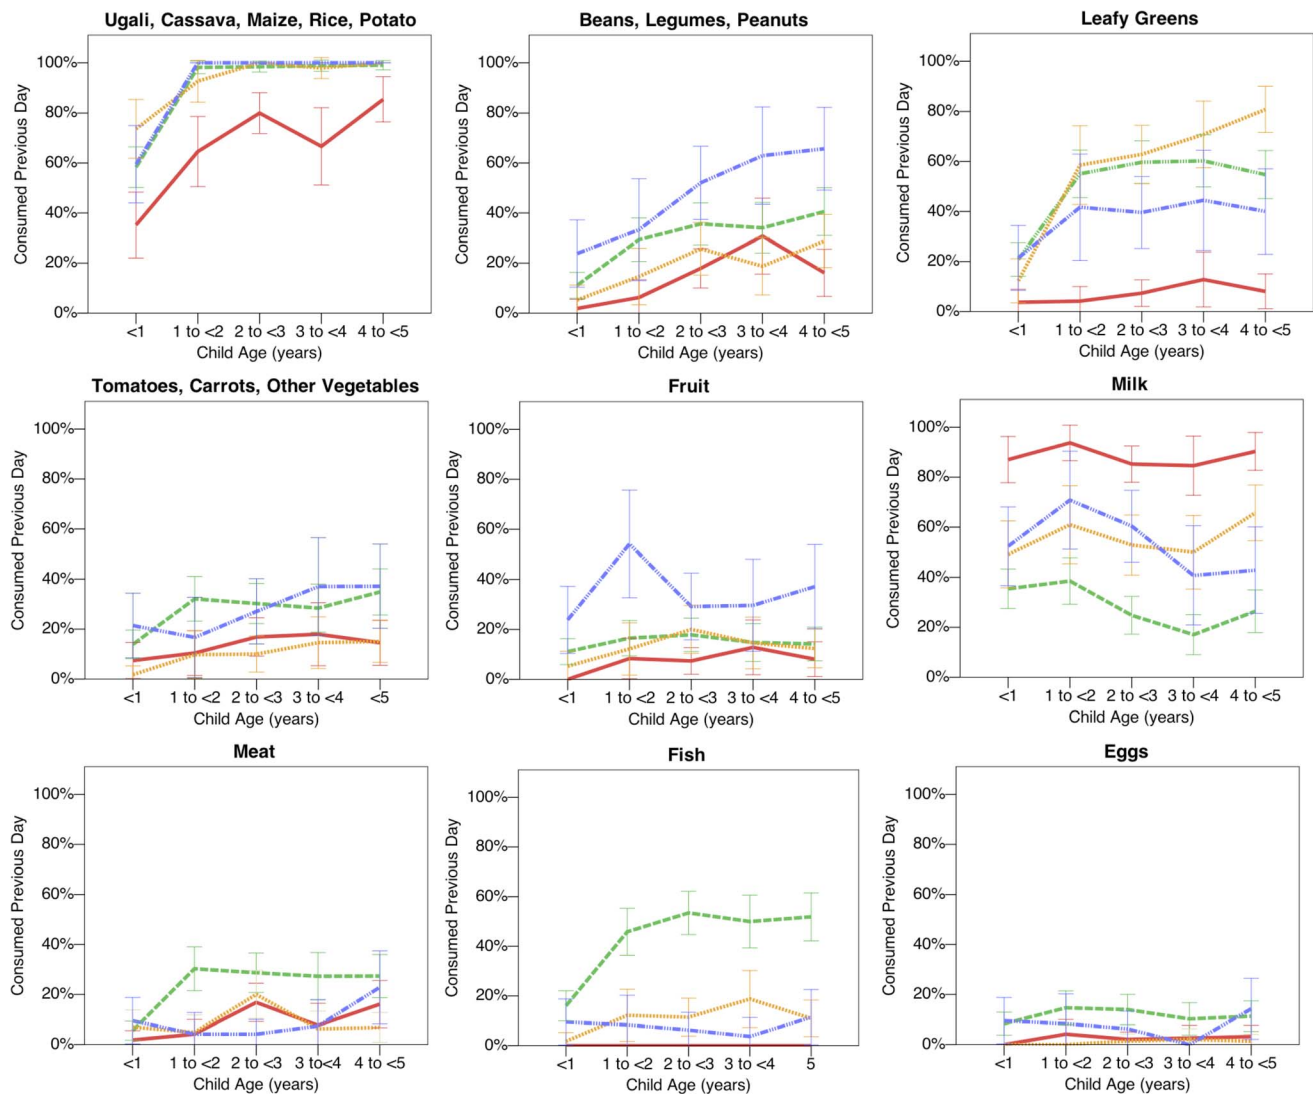 Ugali, Cassava, Maize, Rice, Potato
Consumed Previous Day
100%
80%
60%
40%
20%
0%
<1 1 to <2 2 to <3 3 to <4 4 to <5
Child Age (years)
Beans, Legumes, Peanuts
Consumed Previous Day
100%
80%
60%
40%
20%
0%
<1 1 to <2 2 to <3 3 to <4 4 to <5
Child Age (years)
Leafy Greens
Consumed Previous Day
100%
80%
60%
40%
20%
0%
<1 1 to <2 2 to <3 3 to <4 4 to <5
Child Age (years)
Tomatoes, Carrots, Other Vegetables
Consumed Previous Day
100%
80%
60%
40%
20%
0%
<1 1 to <2 2 to <3 3 to <4 <5
Child Age (years)
Fruit
Consumed Previous Day
100%
80%
60%
40%
20%
0%
<1 1 to <2 2 to <3 3 to <4 4 to <5
Child Age (years)
Milk
Consumed Previous Day
100%
80%
60%
40%
20%
0%
<1 1 to <2 2 to <3 3 to <4 4 to <5
Child Age (years)
Meat
Consumed Previous Day
100%
80%
60%
40%
20%
0%
<1 1 to <2 2 to <3 3 to <4 4 to <5
Child Age (years)
Fish
Consumed Previous Day
100%
80%
60%
40%
20%
0%
<1 1 to <2 2 to <3 3 to <4 5
Child Age (years)
Eggs
Consumed Previous Day
100%
80%
60%
40%
20%
0%
<1 1 to <2 2 to <3 3 to <4 4 to <5
Child Age (years)